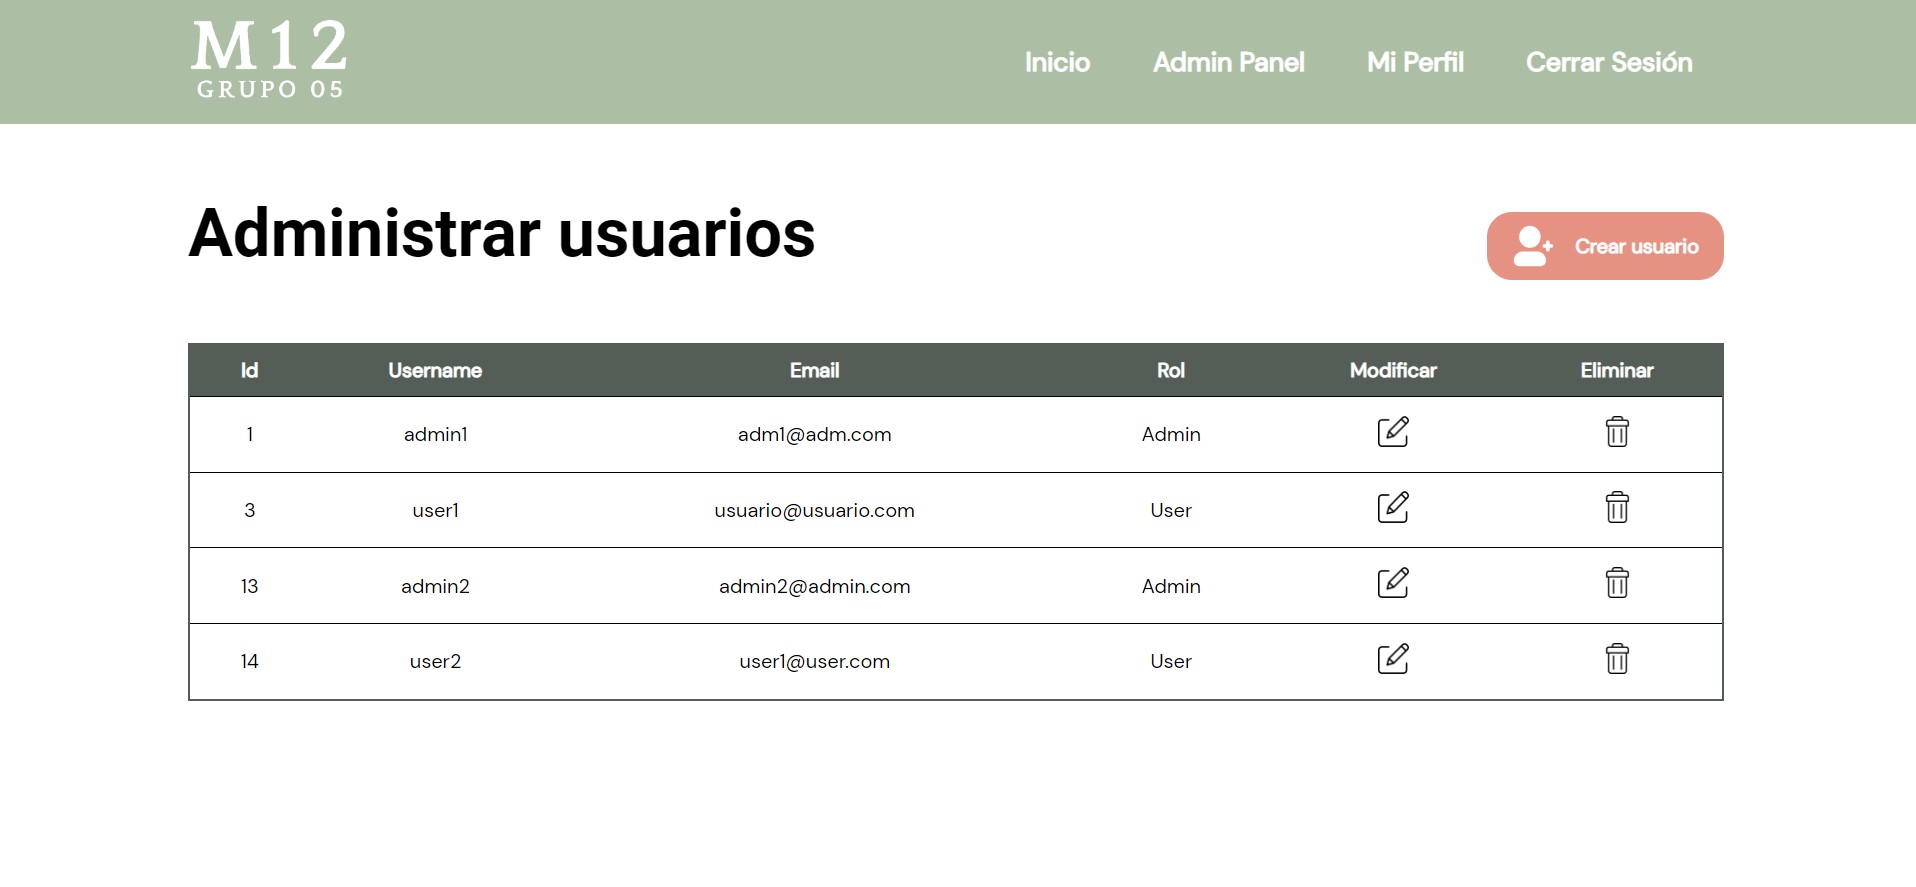 M12
GRUPO 05
Inicio Admin Panel Mi Perfil Cerrar Sesión
Administrar usuarios
Crear usuario
Id Username Email Rol Modificar Eliminar
1 admin1 adm1@adm.com Admin
3 user1 usuario@usuario.com User
13 admin2 admin2@admin.com Admin
14 user2 user1@user.com User